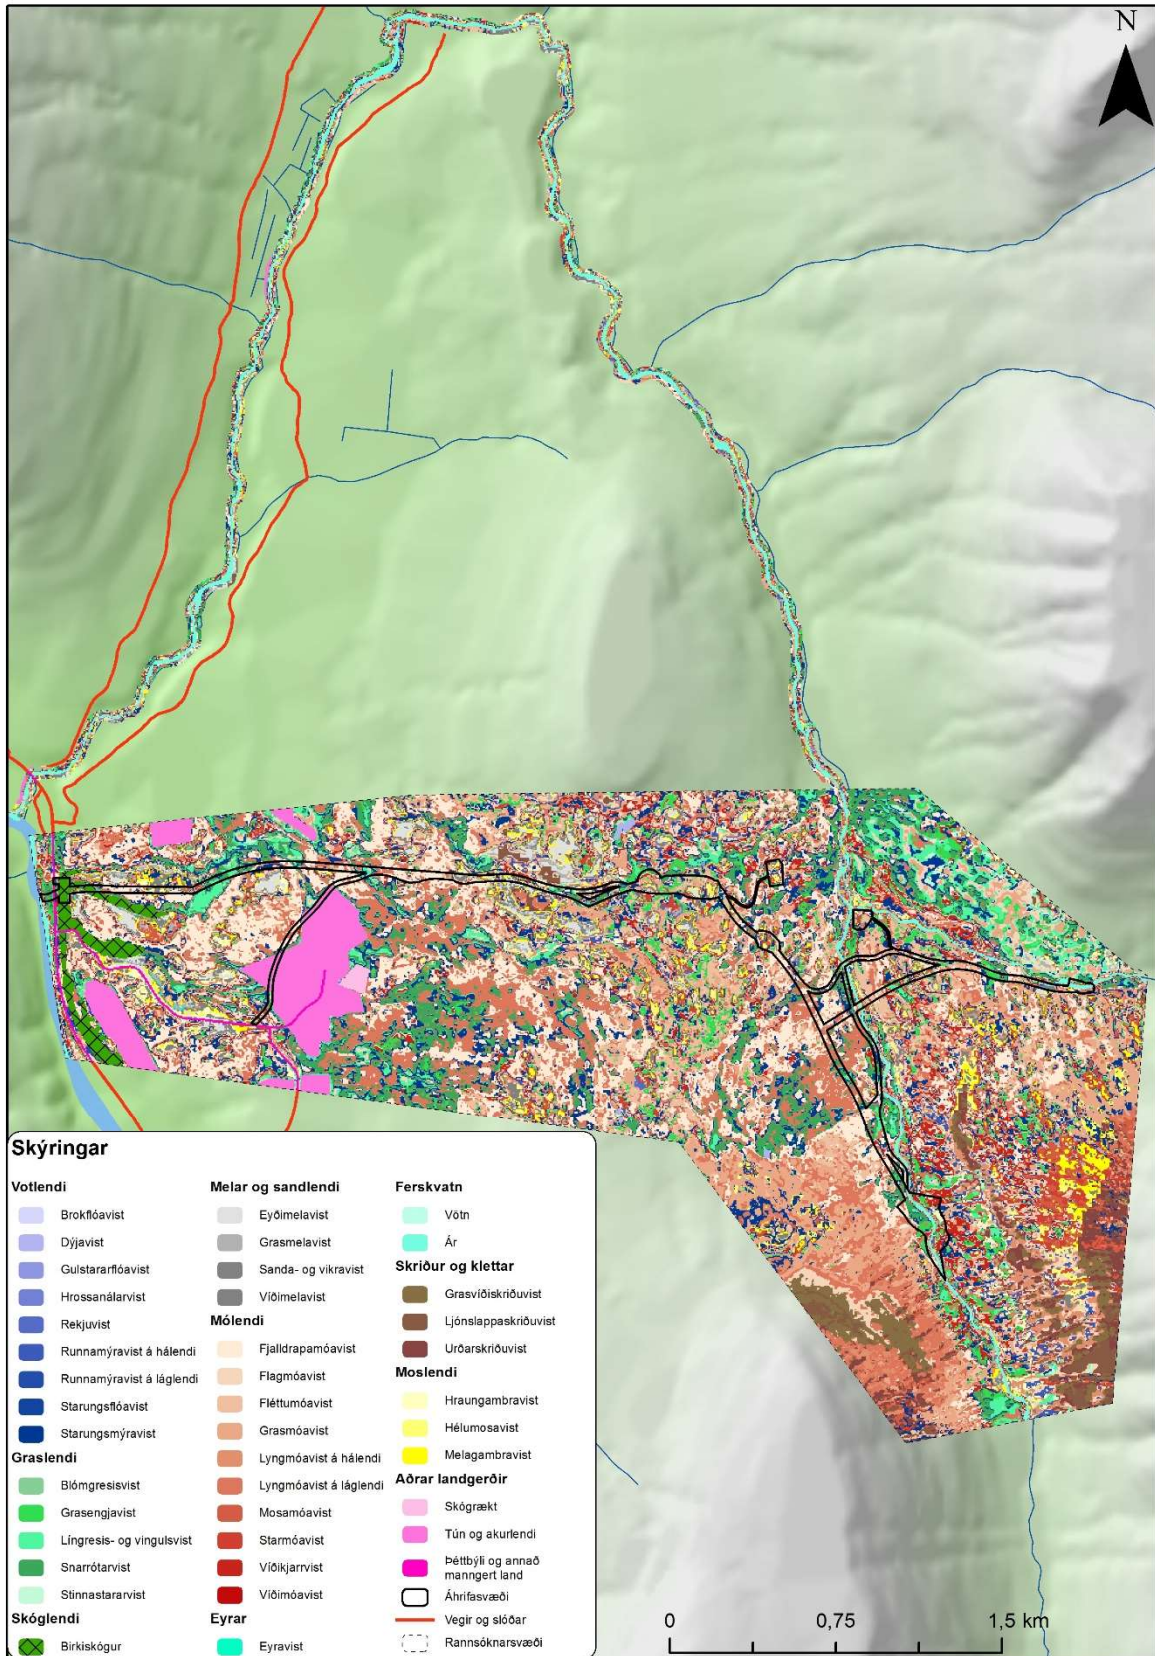 N
Skýringar
Votlendi
Brokflóavist
Dýjavist
Gulstararflóavist
Hrossanálarvist
Rekjuvist
Runnamýravist á hálendi
Runnamýravist á láglendi
Starungsflóavist
Starungsmýravist
Graslendi
Blómgresisvist
Grasengjavist
Língresis- og vingulsvist
Snarrótarvist
Stinnastararvist
Skóglendi
Birkiskógur
Melar og sandlendi
Eyðimelavist
Grasmelavist
Sanda- og vikravist
Víðimelavist
Mólendi
Fjalldrapamóavist
Flagmóavist
Fléttumóavist
Grasmóavist
Lyngmóavist á hálendi
Lyngmóavist á láglendi
Mosamóavist
Starmóavist
Víðikjarrvist
Víðimóavist
Eyrar
Eyravist
Ferskvatn
Vötn
Ár
Skriður og klettar
Grasvíðiskriðuvist
Ljónslappaskriðuvist
Urðarskriðuvist
Moslendi
Hraungambravist
Hélumosavist
Melagambravist
Aðrar landgerðir
Skógrækt
Tún og akurlendi
Þéttbýli og annað
manngert land
Áhrifasvæði
Vegir og slóðar
Rannsóknarsvæði
0 0,75 1,5 km